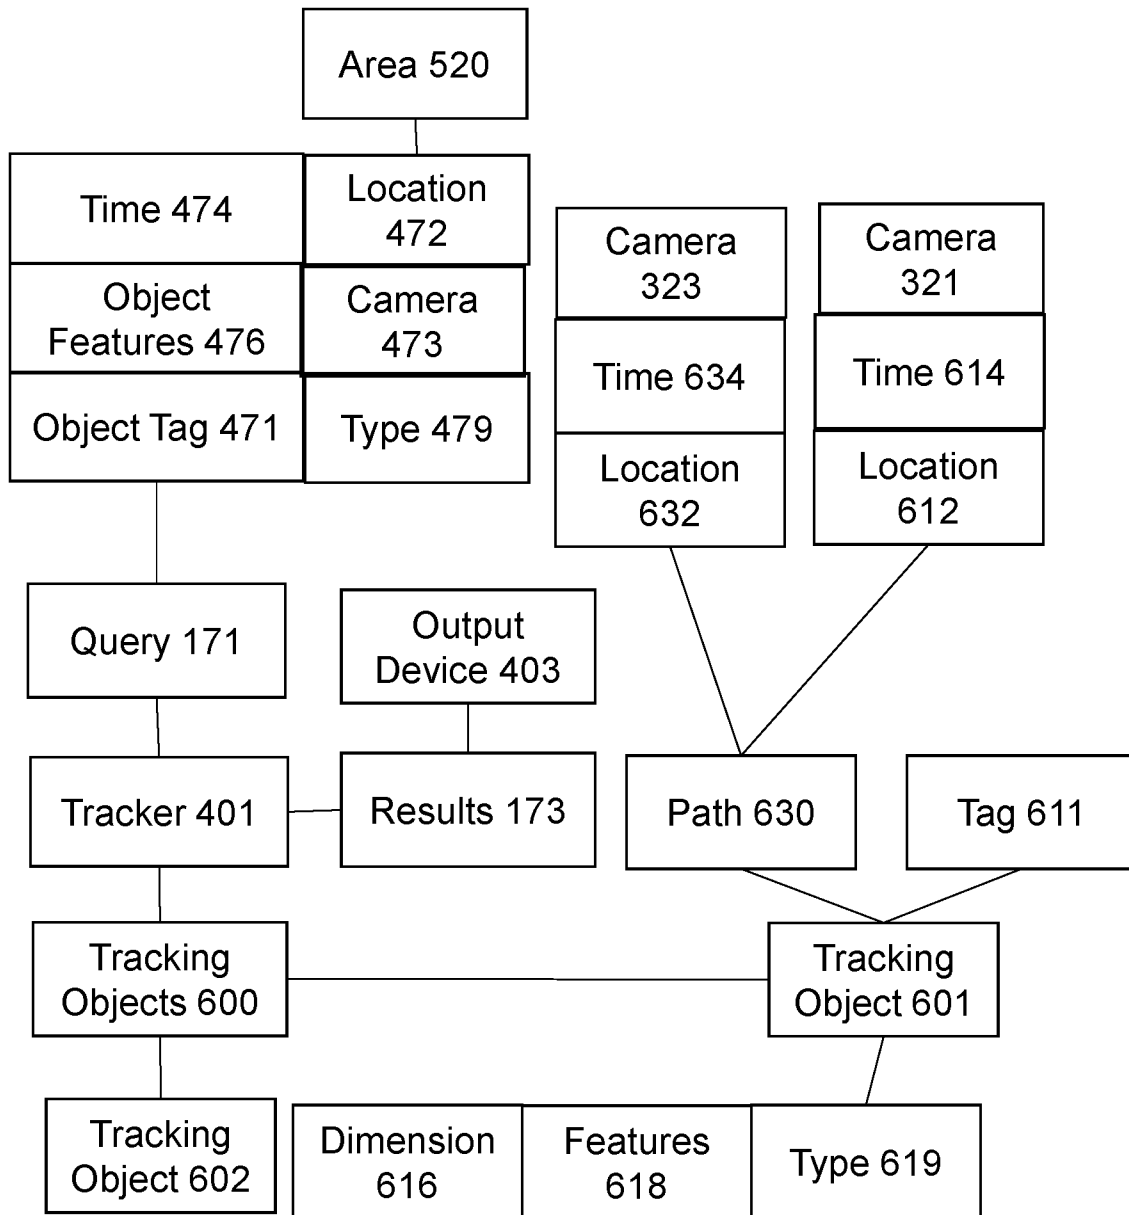 Area 520
Time 474
Location
472
Camera
323
Camera
321
Object
Features 476
Camera
473
Time 634
Time 614
Object Tag 471
Type 479
Location
632
Location
612
Query 171
Output
Device 403
Tracker 401
Results 173
Path 630
Tag 611
Tracking
Objects 600
Tracking
Object 601
Tracking
Object 602
Dimension
616
Features
618
Type 619